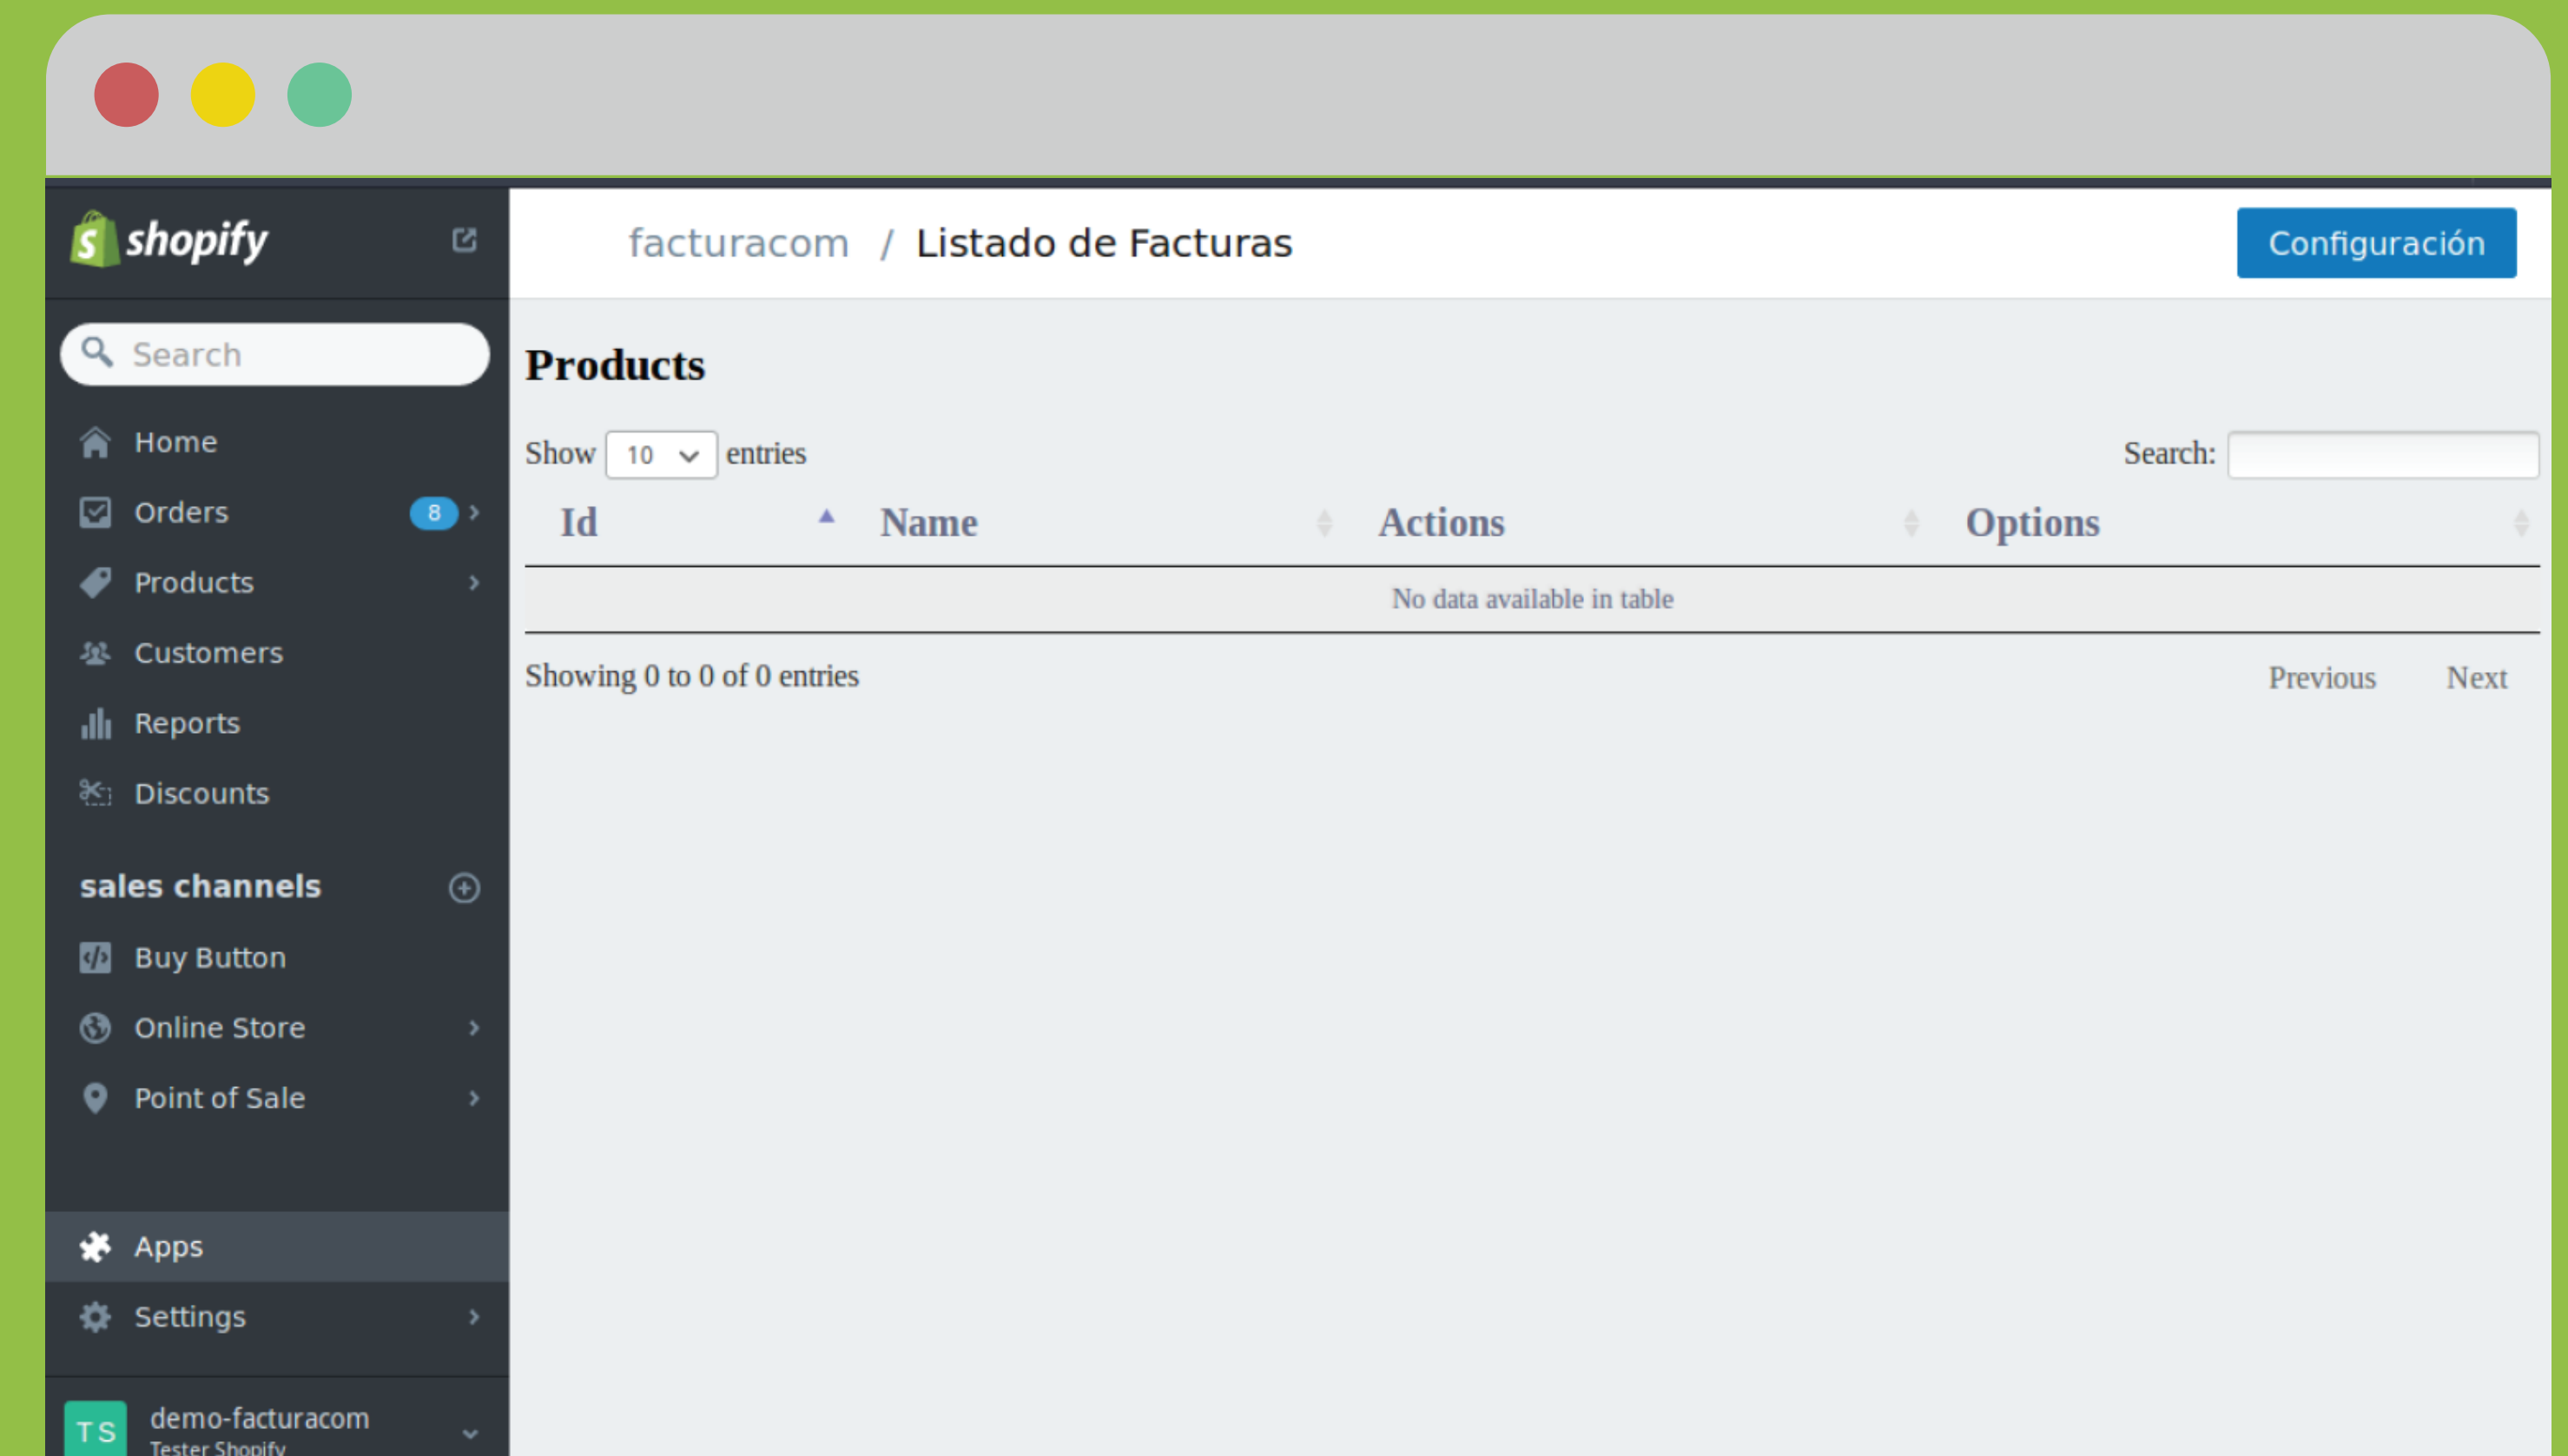 shopify
facturacom / Listado de Facturas
Configuración
Search
Home
Orders 8
Products
Customers
Reports
Discounts
sales channels
Buy Button
Online Store
Point of Sale
Apps
Settings
TS
demo-facturacom
Tester Shopify
Products
Show 10 entries
Search:
Id Name Actions Options
No data available in table
Showing 0 to 0 of 0 entries
Previous Next